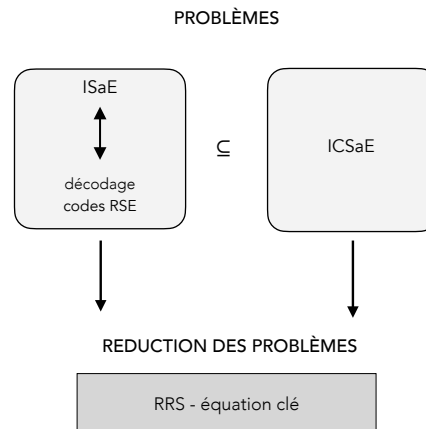 PROBLÈMES
ISaE
⊆
ICSaE
décodage
codes RSE
REDUCTION DES PROBLÈMES
RRS - équation clé